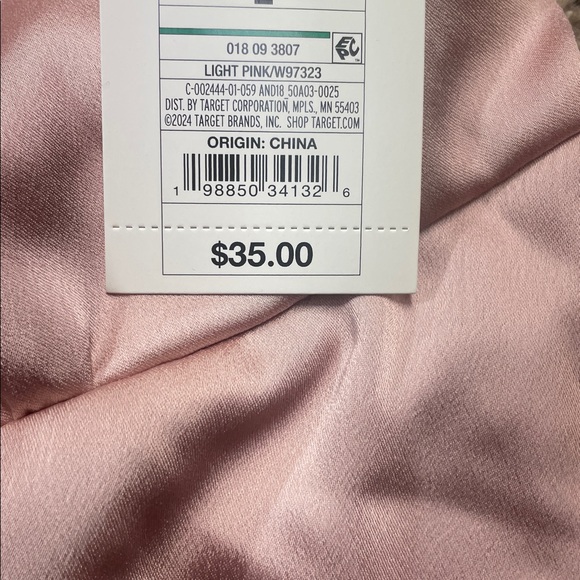 018 09 3807
LIGHT PINK/W97323
C-002444-01-059 AND18 50A03-0025
DIST. BY TARGET CORPORATION, MPLS., MN 55403
©2024 TARGET BRANDS, INC. SHOP TARGET.COM
ORIGIN: CHINA
1 98850 34132 6
$35.00